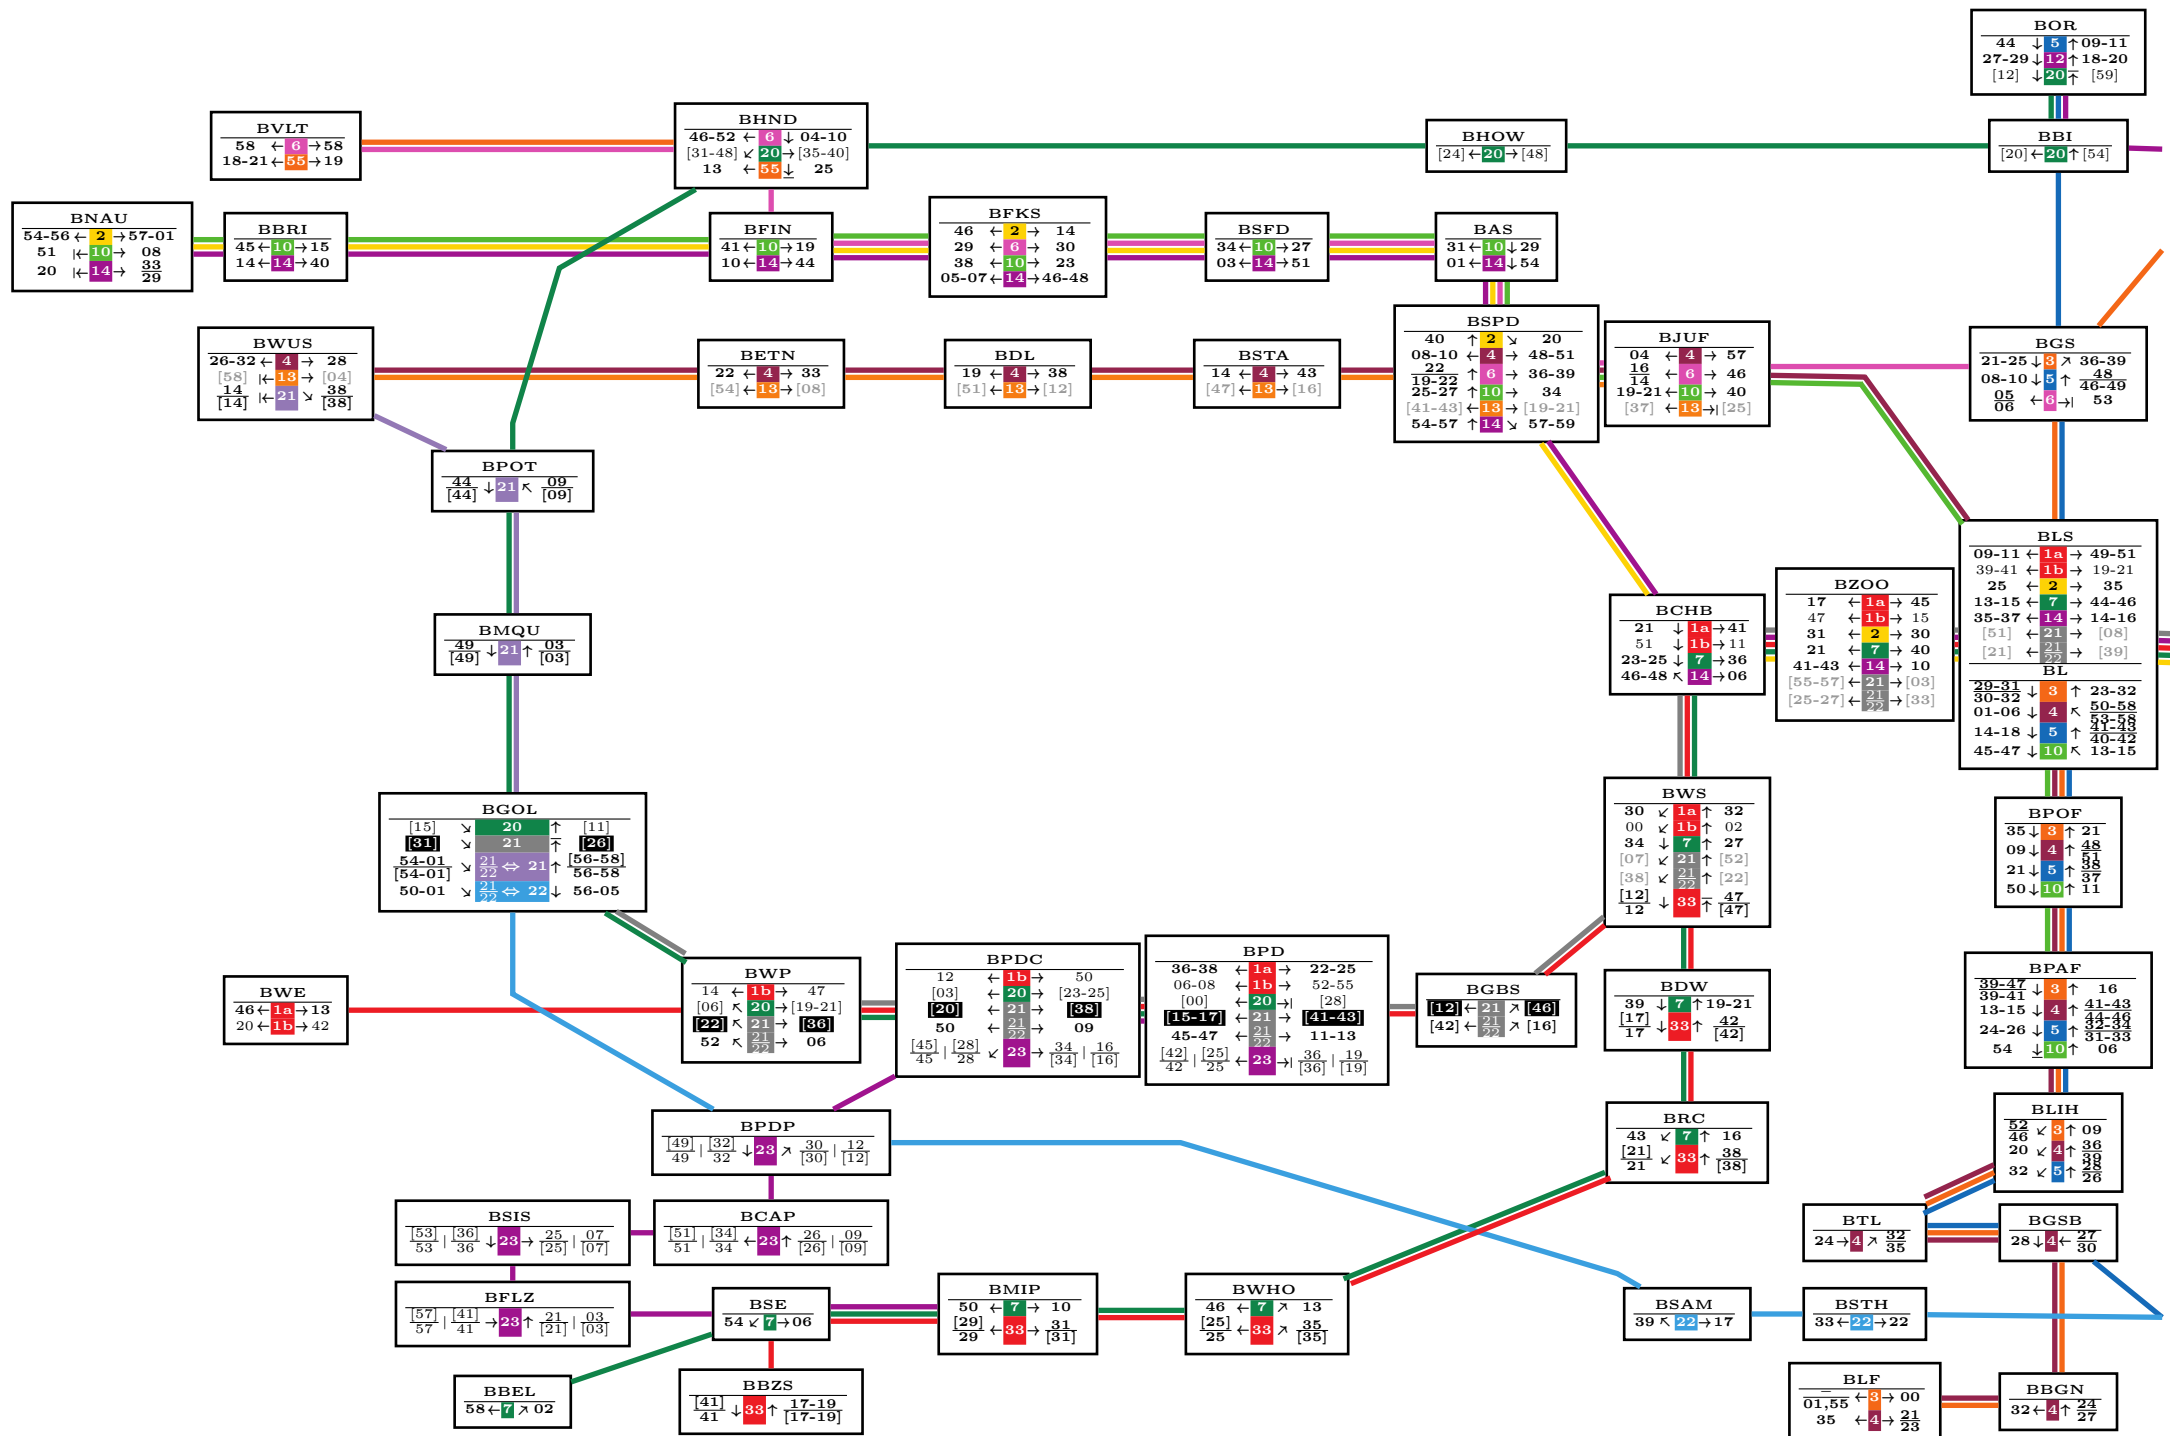 BOR
44 ↓ 5 ↑ 09-11
27-29 ↓ 12 ↑ 18-20
[12] ↓ 20 ↑ [59]
BVLT
58 ← 6 → 58
18-21 ← 55 → 19
BHND
46-52 ← 6 ↓ 04-10
[31-48] ↙ 20 → [35-40]
13 ← 55 ↓ 25
BHOW
[24] ← 20 → [48]
BBI
[20] ← 20 ↑ [54]
BNAU
54-56 ← 2 → 57-01
51 |← 10 → 08
20 |← 14 → 33/29
BBRI
45 ← 10 → 15
14 ← 14 → 40
BFIN
41 ← 10 → 19
10 ← 14 → 44
BFKS
46 ← 2 → 14
29 ← 6 → 30
38 ← 10 → 23
05-07 ← 14 → 46-48
BSFD
34 ← 10 → 27
03 ← 14 → 51
BAS
31 ← 10 ↓ 29
01 ← 14 ↓ 54
BWUS
26-32 ← 4 → 28
[58] |← 13 → [04]
14/[14] |← 21 ↘ 38/[38]
BETN
22 ← 4 → 33
[54] ← 13 → [08]
BDL
19 ← 4 → 38
[51] ← 13 → [12]
BSTA
14 ← 4 → 43
[47] ← 13 → [16]
BSPD
40 ↑ 2 ↘ 20
08-10 ← 4 → 48-51
22/19-22 ↑ 6 → 36-39
25-27 ↑ 10 → 34
[41-43] ← 13 → [19-21]
54-57 ↑ 14 ↘ 57-59
BJUF
04 ← 4 → 57
16/14 ← 6 → 46
19-21 ← 10 → 40
[37] ← 13 →| [25]
BGS
21-25 ↓ 3 ↗ 36-39
08-10 ↓ 5 ↑ 48/46-49
05/06 ← 6 →| 53
BPOT
44/[44] ↓ 21 ↖ 09/[09]
BMQU
49/[49] ↓ 21 ↑ 03/[03]
BCHB
21 ↓ 1a → 41
51 ↓ 1b → 11
23-25 ↓ 7 → 36
46-48 ↖ 14 → 06
BZOO
17 ← 1a → 45
47 ← 1b → 15
31 ← 2 → 30
21 ← 7 → 40
41-43 ← 14 → 10
[55-57] ← 21 → [03]
[25-27] ← 21/22 → [33]
BLS
09-11 ← 1a → 49-51
39-41 ← 1b → 19-21
25 ← 2 → 35
13-15 ← 7 → 44-46
35-37 ← 14 → 14-16
[51] ← 21 → [08]
[21] ← 21/22 → [39]
BL
29-31/30-32 ↓ 3 ↑ 23-32
01-06 ↓ 4 ↖ 50-58/53-58
14-18 ↓ 5 ↑ 41-43/40-42
45-47 ↓ 10 ↖ 13-15
BGOL
[15] ↘ 20 ↑ [11]
[31] ↘ 21 ↑ [26]
54-01/[54-01] ↘ 21/22 ⇔ 21 ↑ [56-58]/56-58
50-01 ↘ 21/22 ⇔ 22 ↓ 56-05
BWS
30 ↙ 1a ↑ 32
00 ↙ 1b ↑ 02
34 ↓ 7 ↑ 27
[07] ↙ 21 ↑ [52]
[38] ↙ 21/22 ↑ [22]
[12]/12 ↓ 33 ↑ 47/[47]
BPOF
35 ↓ 3 ↑ 21
09 ↓ 4 ↑ 48/51
21 ↓ 5 ↑ 38/37
50 ↓ 10 ↑ 11
BWE
46 ← 1a → 13
20 ← 1b → 42
BWP
14 ← 1b → 47
[06] ↖ 20 → [19-21]
[22] ↖ 21 → [36]
52 ↖ 21/22 → 06
BPDC
12 ← 1b → 50
[03] ← 20 → [23-25]
[20] ← 21 → [38]
50 ← 21/22 → 09
[45]/45 | [28]/28 ↙ 23 → 34/[34] | 16/[16]
BPD
36-38 ← 1a → 22-25
06-08 ← 1b → 52-55
[00] ← 20 →| [28]
[15-17] ← 21 → [41-43]
45-47 ← 21/22 → 11-13
[42]/42 | [25]/25 ← 23 →| 36/[36] | 19/[19]
BGBS
[12] ← 21 ↗ [46]
[42] ← 21/22 ↗ [16]
BDW
39 ↓ 7 ↑ 19-21
[17]/17 ↓ 33 ↑ 42/[42]
BPAF
39-47/39-41 ↓ 3 ↑ 16
13-15 ↓ 4 ↑ 41-43/44-46
24-26 ↓ 5 ↑ 32-34/31-33
54 ↓ 10 ↑ 06
BPDP
[49]/49 | [32]/32 ↓ 23 ↗ 30/[30] | 12/[12]
BRC
43 ↙ 7 ↑ 16
[21]/21 ↙ 33 ↑ 38/[38]
BLIH
52/46 ↙ 3 ↑ 09
20 ↙ 4 ↑ 36/39
32 ↙ 5 ↑ 28/26
BSIS
[53]/53 | [36]/36 ↓ 23 → 25/[25] | 07/[07]
BCAP
[51]/51 | [34]/34 ← 23 ↑ 26/[26] | 09/[09]
BTL
24 → 4 ↗ 32/35
BGSB
28 ↓ 4 ← 27/30
BFLZ
[57]/57 | [41]/41 → 23 ↑ 21/[21] | 03/[03]
BSE
54 ↙ 7 → 06
BMIP
50 ← 7 → 10
[29]/29 ← 33 → 31/[31]
BWHO
46 ← 7 ↗ 13
[25]/25 ← 33 ↗ 35/[35]
BSAM
39 ↖ 22 → 17
BSTH
33 ← 22 → 22
BBEL
58 ← 7 ↗ 02
BBZS
[41]/41 ↓ 33 ↑ 17-19/[17-19]
BLF
–/01,55 ← 3 → 00
35 ← 4 → 21/23
BBGN
32 ← 4 ↑ 24/27